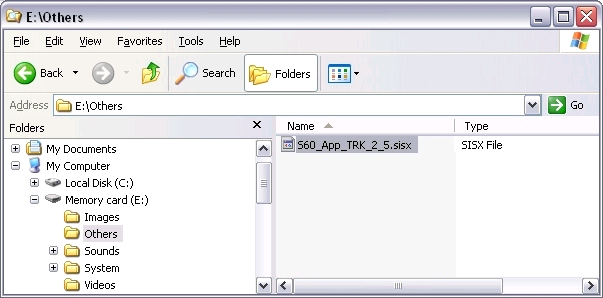 E:\Others
File Edit View Favorites Tools Help
Back Search Folders
Address E:\Others Go
Folders
Name Type
My Documents
S60_App_TRK_2_5.sisx SISX File
My Computer
Local Disk (C:)
Memory card (E:)
Images
Others
Sounds
System
Videos